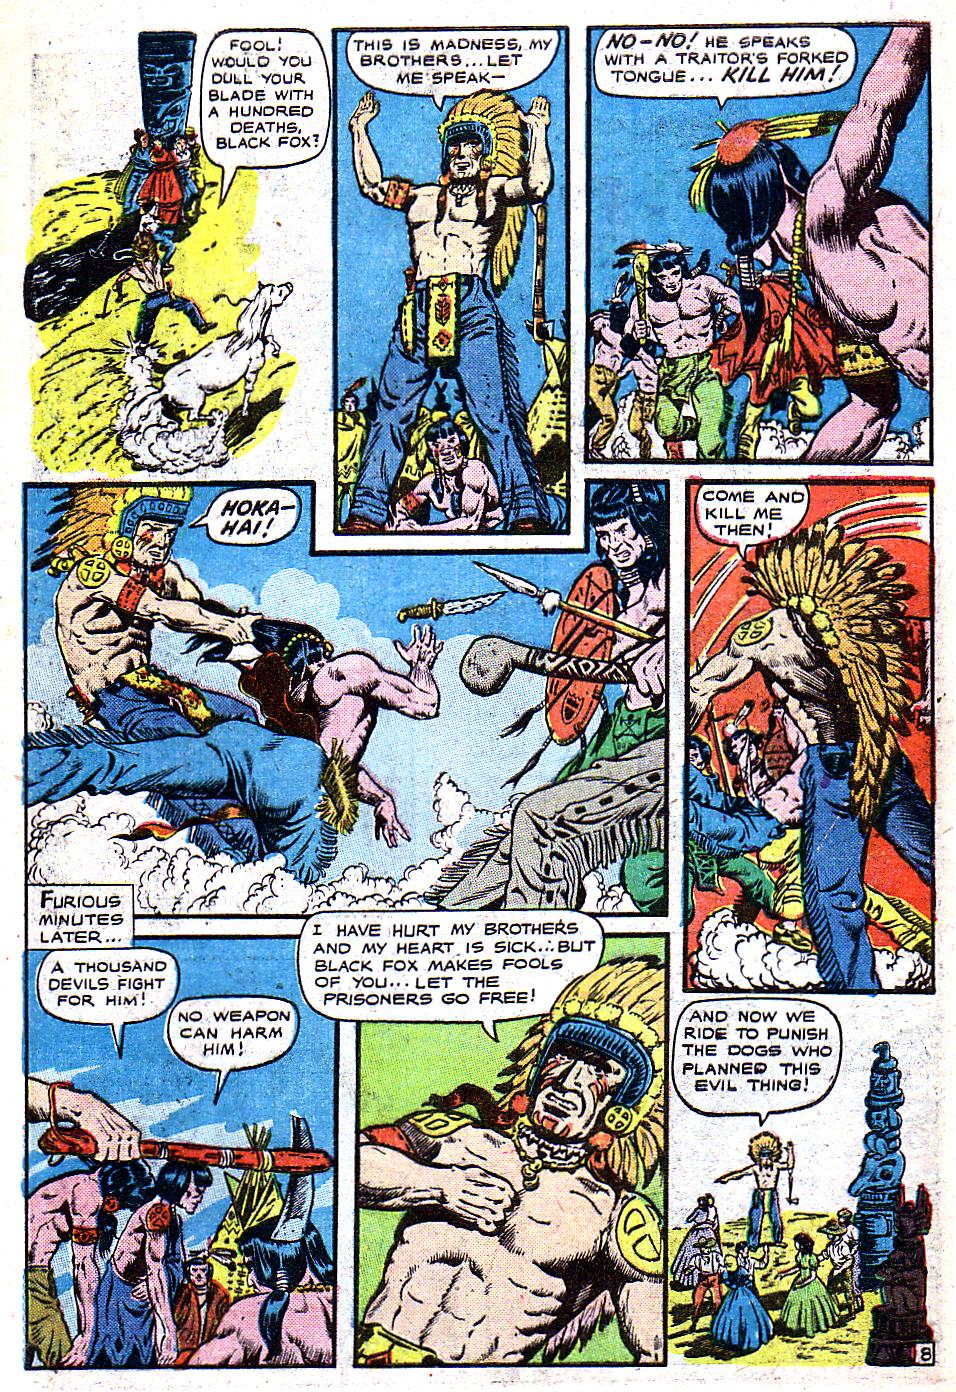 FOOL!
WOULD YOU
DULL YOUR
BLADE WITH
A HUNDRED
DEATHS,
BLACK FOX?
THIS IS MADNESS, MY
BROTHERS... LET
ME SPEAK—
NO-NO! HE SPEAKS
WITH A TRAITOR'S FORKED
TONGUE... KILL HIM!
HOKA-
HAI!
COME AND
KILL ME
THEN!
FURIOUS
MINUTES
LATER...
A THOUSAND
DEVILS FIGHT
FOR HIM!
NO WEAPON
CAN HARM
HIM!
I HAVE HURT MY BROTHERS
AND MY HEART IS SICK... BUT
BLACK FOX MAKES FOOLS
OF YOU... LET THE
PRISONERS GO FREE!
AND NOW WE
RIDE TO PUNISH
THE DOGS WHO
PLANNED THIS
EVIL THING!
8